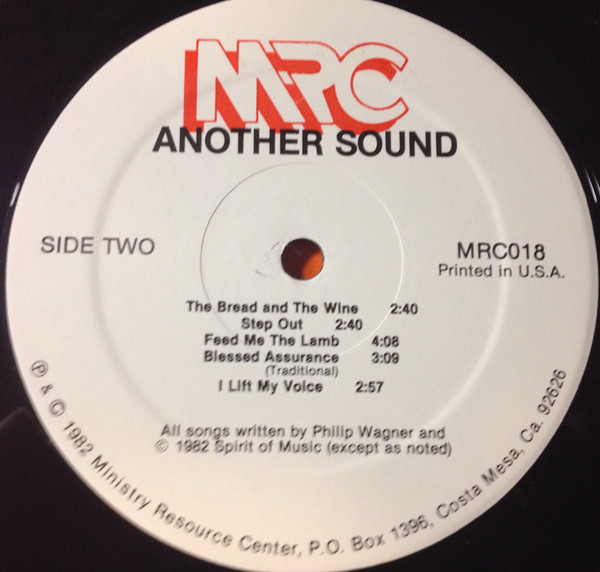 MRC
ANOTHER SOUND
SIDE TWO
MRC018
Printed in U.S.A.
The Bread and The Wine 2:40
Step Out 2:40
Feed Me The Lamb 4:08
Blessed Assurance 3:09
(Traditional)
I Lift My Voice 2:57
All songs written by Philip Wagner and
© 1982 Spirit of Music (except as noted)
℗ & © 1982 Ministry Resource Center, P.O. Box 1396, Costa Mesa, Ca. 92626